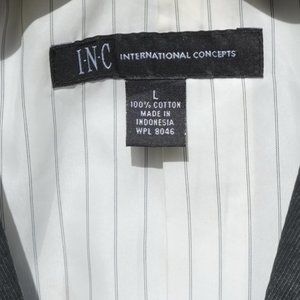 I·N·C INTERNATIONAL CONCEPTS
L
100% COTTON
MADE IN
INDONESIA
WPL 8046